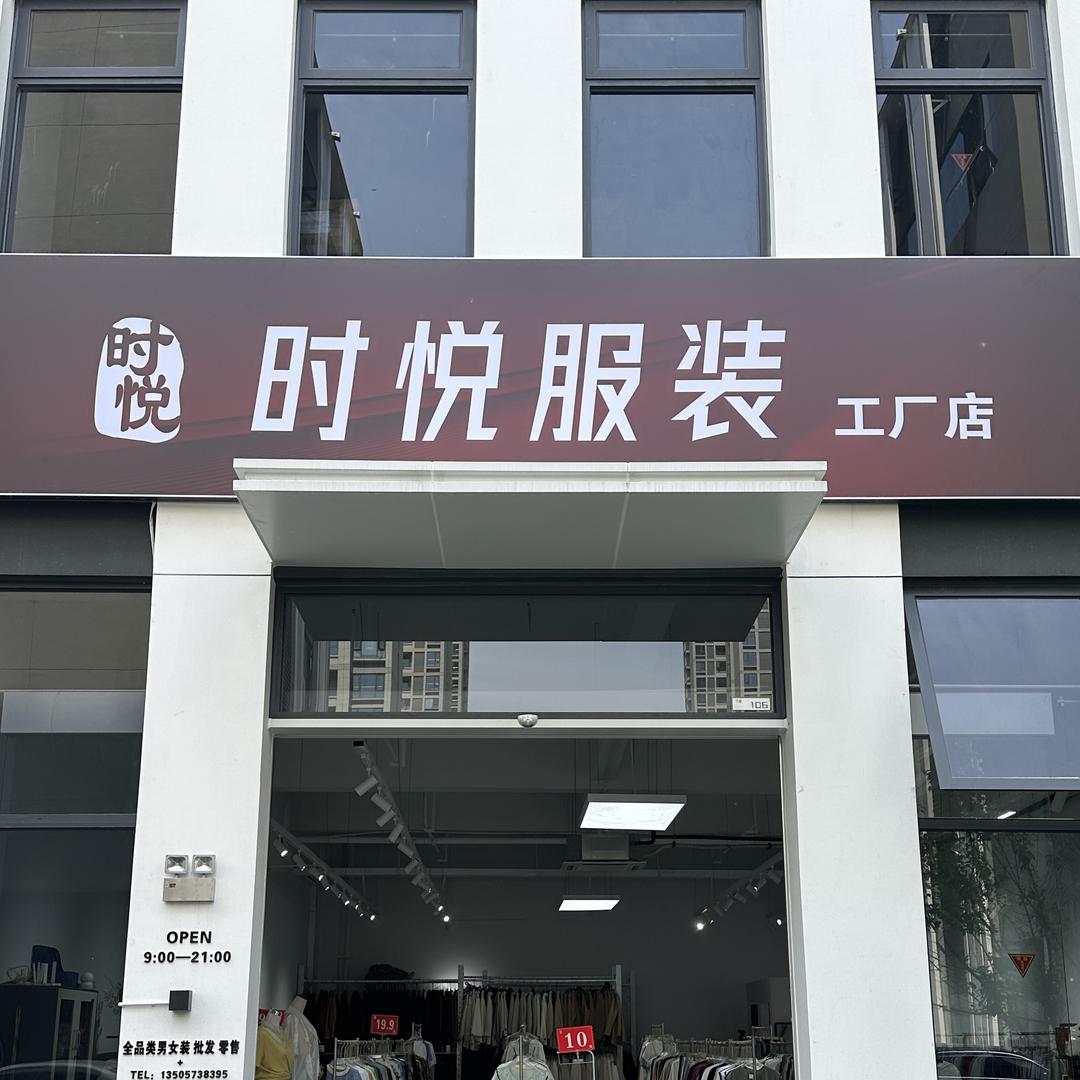 时悦
时悦服装 工厂店
106
OPEN
9:00—21:00
19.9
10
全品类男女装 批发 零售
+
TEL：13505738395